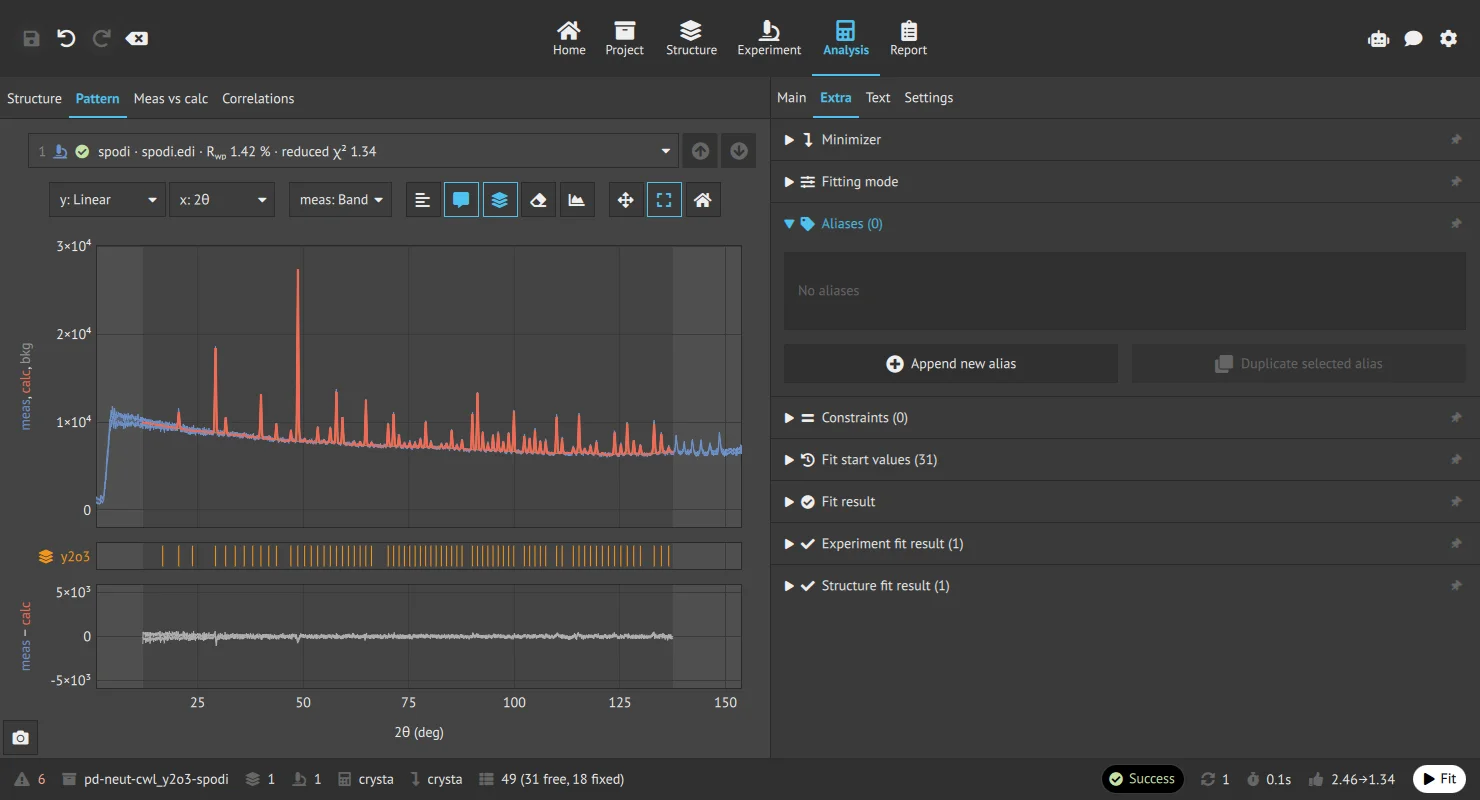 Home
Project
Structure
Experiment
Analysis
Report
Structure
Pattern
Meas vs calc
Correlations
1 spodi · spodi.edi · Rwp 1.42 % · reduced χ² 1.34
y: Linear
x: 2θ
meas: Band
3×10⁴
2×10⁴
1×10⁴
0
meas, calc, bkg
y2o3
5×10³
0
-5×10³
meas − calc
25
50
75
100
125
150
2θ (deg)
Main
Extra
Text
Settings
Minimizer
Fitting mode
Aliases (0)
No aliases
Append new alias
Duplicate selected alias
Constraints (0)
Fit start values (31)
Fit result
Experiment fit result (1)
Structure fit result (1)
6
pd-neut-cwl_y2o3-spodi
1
1
crysta
crysta
49 (31 free, 18 fixed)
Success
1
0.1s
2.46→1.34
Fit